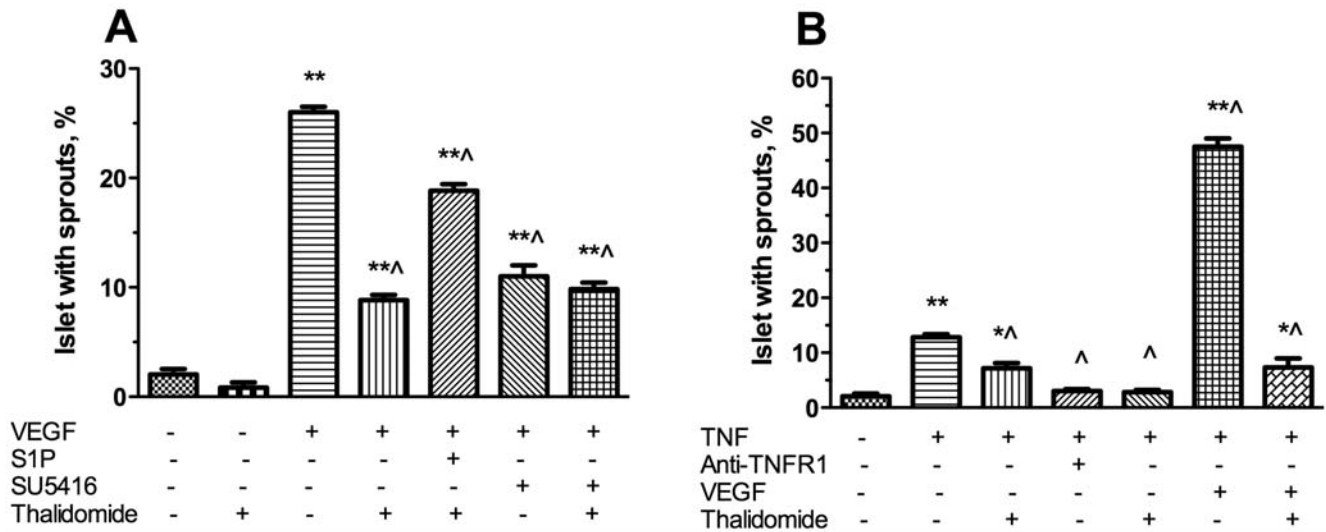 A
Islet with sprouts, %
30
20
10
0
**
**^
**^
**^
**^
VEGF - - + + + + +
S1P - - - - + - -
SU5416 - - - - - + +
Thalidomide - + - + + - +
B
Islet with sprouts, %
60
50
40
30
20
10
0
**
*^
^
^
**^
*^
TNF - + + + + + +
Anti-TNFR1 - - - + - - -
VEGF - - - - - + +
Thalidomide - - + - + - +